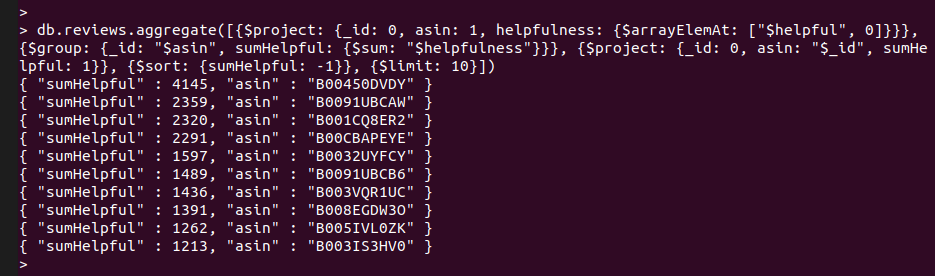 >
> db.reviews.aggregate([{$project: {_id: 0, asin: 1, helpfulness: {$arrayElemAt: ["$helpful", 0]}}},
{$group: {_id: "$asin", sumHelpful: {$sum: "$helpfulness"}}}, {$project: {_id: 0, asin: "$_id", sumHe
lpful: 1}}, {$sort: {sumHelpful: -1}}, {$limit: 10}])
{ "sumHelpful" : 4145, "asin" : "B00450DVDY" }
{ "sumHelpful" : 2359, "asin" : "B0091UBCAW" }
{ "sumHelpful" : 2320, "asin" : "B001CQ8ER2" }
{ "sumHelpful" : 2291, "asin" : "B00CBAPEYE" }
{ "sumHelpful" : 1597, "asin" : "B0032UYFCY" }
{ "sumHelpful" : 1489, "asin" : "B0091UBCB6" }
{ "sumHelpful" : 1436, "asin" : "B003VQR1UC" }
{ "sumHelpful" : 1391, "asin" : "B008EGDW3O" }
{ "sumHelpful" : 1262, "asin" : "B005IVL0ZK" }
{ "sumHelpful" : 1213, "asin" : "B003IS3HV0" }
>